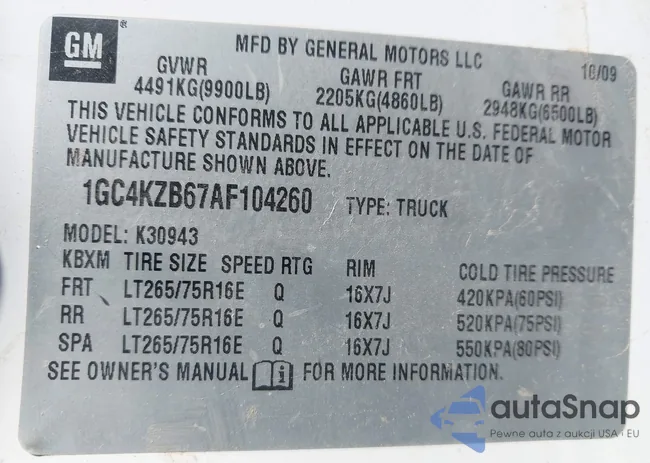 GM
MFD BY GENERAL MOTORS LLC
10/09
GVWR GAWR FRT GAWR RR
4491KG(9900LB) 2205KG(4860LB) 2948KG(6500LB)
THIS VEHICLE CONFORMS TO ALL APPLICABLE U.S. FEDERAL MOTOR
VEHICLE SAFETY STANDARDS IN EFFECT ON THE DATE OF
MANUFACTURE SHOWN ABOVE.
1GC4KZB67AF104260 TYPE: TRUCK
MODEL: K30943
KBXM TIRE SIZE SPEED RTG RIM COLD TIRE PRESSURE
FRT LT265/75R16E Q 16X7J 420KPA(60PSI)
RR LT265/75R16E Q 16X7J 520KPA(75PSI)
SPA LT265/75R16E Q 16X7J 550KPA(80PSI)
SEE OWNER'S MANUAL FOR MORE INFORMATION.
autaSnap
Pewne auta z aukcji USA i EU